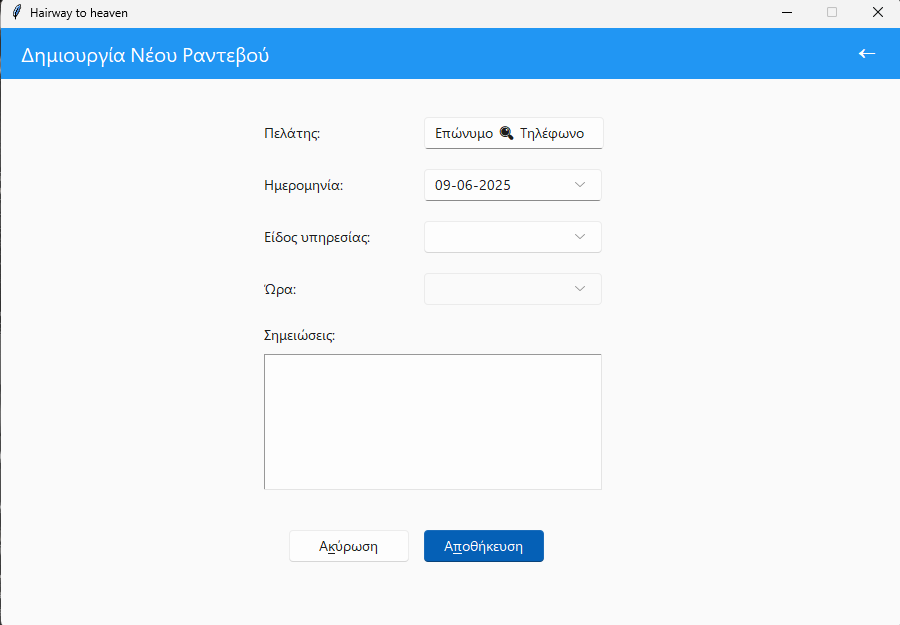 Hairway to heaven
Δημιουργία Νέου Ραντεβού
Πελάτης: Επώνυμο 🔍 Τηλέφωνο
Ημερομηνία: 09-06-2025
Είδος υπηρεσίας:
Ώρα:
Σημειώσεις:
Ακύρωση Αποθήκευση